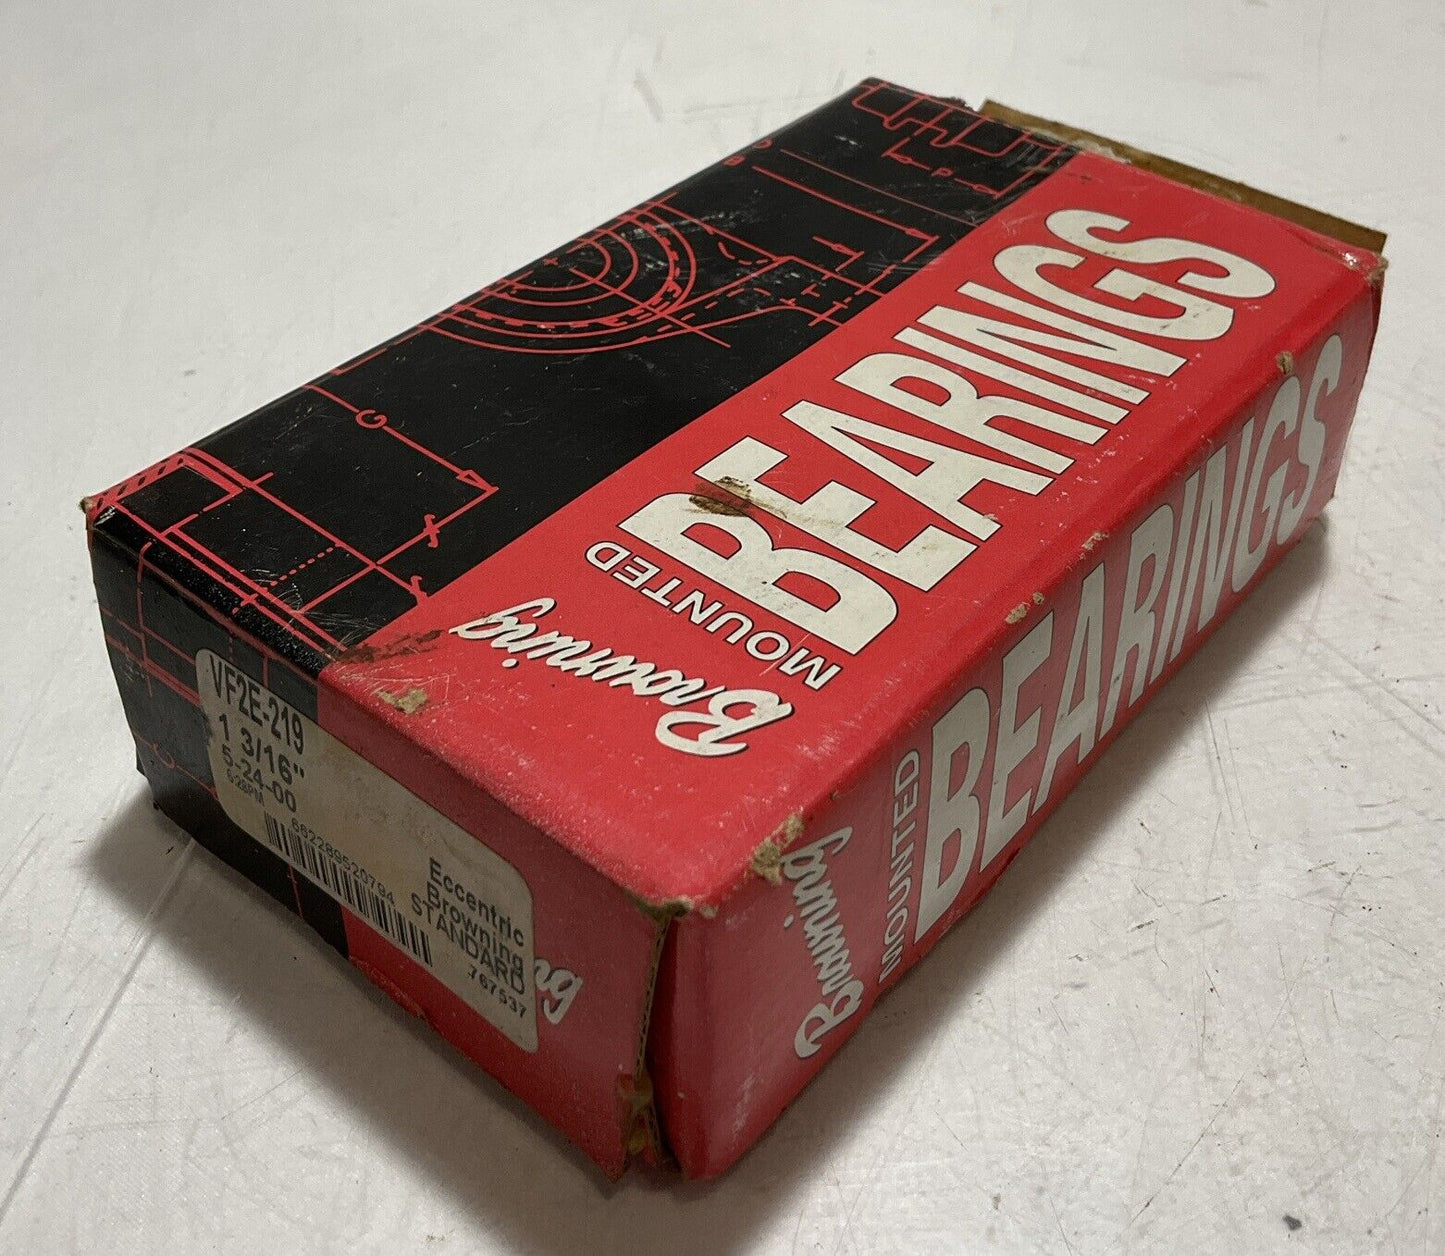 Browning
MOUNTED
BEARINGS
Browning
MOUNTED
BEARINGS
VF2E-219
1 3/16"
5-24-00
6:28PM
662289520794
Eccentric
Browning
STANDARD
767537
ng
G
X
B
P